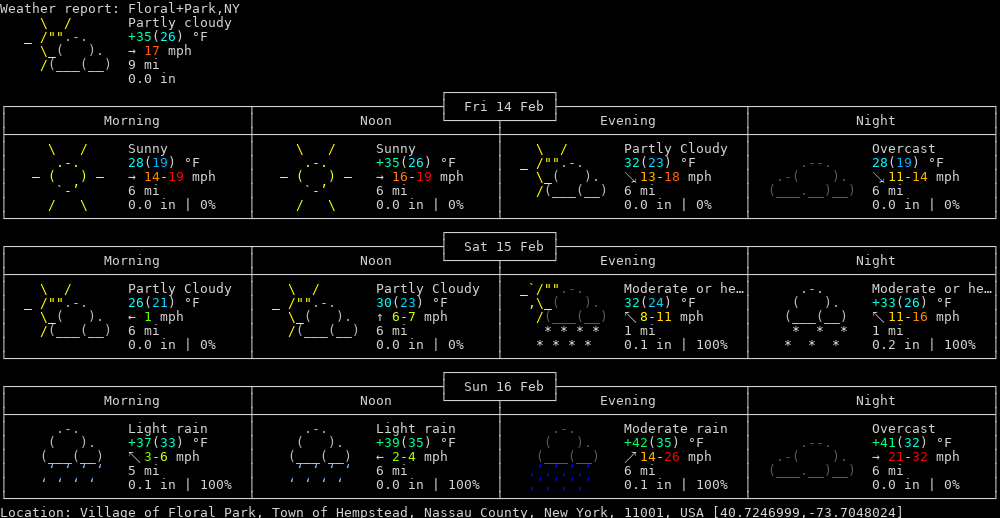 Weather report: Floral+Park,NY
Partly cloudy
+35(26) °F
→ 17 mph
9 mi
0.0 in
Fri 14 Feb
Morning Noon Evening Night
Sunny Sunny Partly Cloudy Overcast
28(19) °F +35(26) °F 32(23) °F 28(19) °F
→ 14-19 mph → 16-19 mph ↘ 13-18 mph ↘ 11-14 mph
6 mi 6 mi 6 mi 6 mi
0.0 in | 0% 0.0 in | 0% 0.0 in | 0% 0.0 in | 0%
Sat 15 Feb
Morning Noon Evening Night
Partly Cloudy Partly Cloudy Moderate or he… Moderate or he…
26(21) °F 30(23) °F 32(24) °F +33(26) °F
← 1 mph ↑ 6-7 mph ↖ 8-11 mph ↖ 11-16 mph
6 mi 6 mi 1 mi 1 mi
0.0 in | 0% 0.0 in | 0% 0.1 in | 100% 0.2 in | 100%
Sun 16 Feb
Morning Noon Evening Night
Light rain Light rain Moderate rain Overcast
+37(33) °F +39(35) °F +42(35) °F +41(32) °F
↖ 3-6 mph ← 2-4 mph ↗ 14-26 mph → 21-32 mph
5 mi 6 mi 6 mi 6 mi
0.1 in | 100% 0.0 in | 100% 0.1 in | 100% 0.0 in | 0%
Location: Village of Floral Park, Town of Hempstead, Nassau County, New York, 11001, USA [40.7246999,-73.7048024]